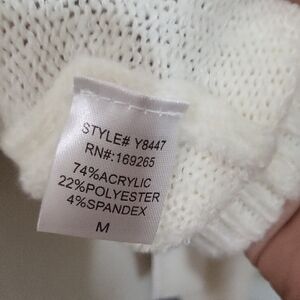 STYLE# Y8447
RN#:169265
74%ACRYLIC
22%POLYESTER
4%SPANDEX
M